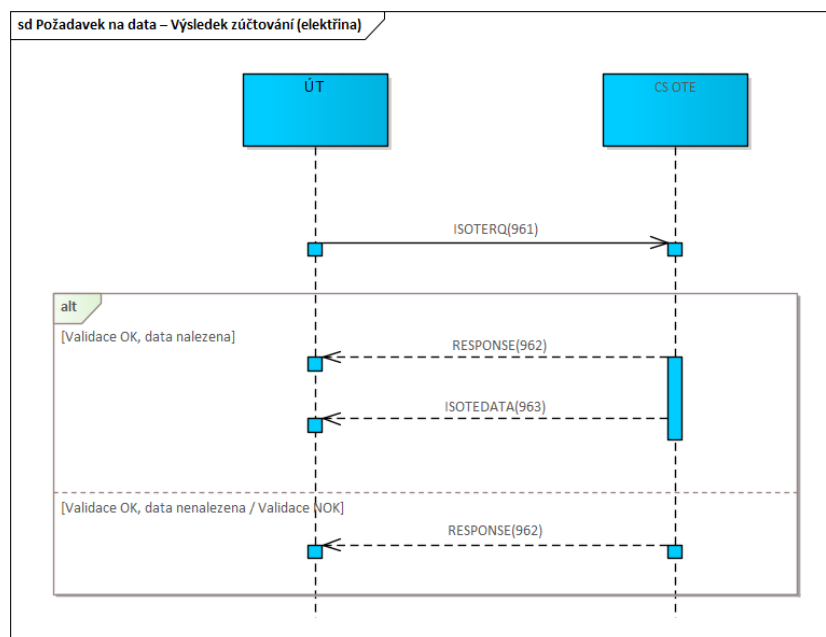 sd Požadavek na data – Výsledek zúčtování (elektřina)
ÚT
CS OTE
ISOTERQ(961)
alt
[Validace OK, data nalezena]
RESPONSE(962)
ISOTEDATA(963)
[Validace OK, data nenalezena / Validace NOK]
RESPONSE(962)